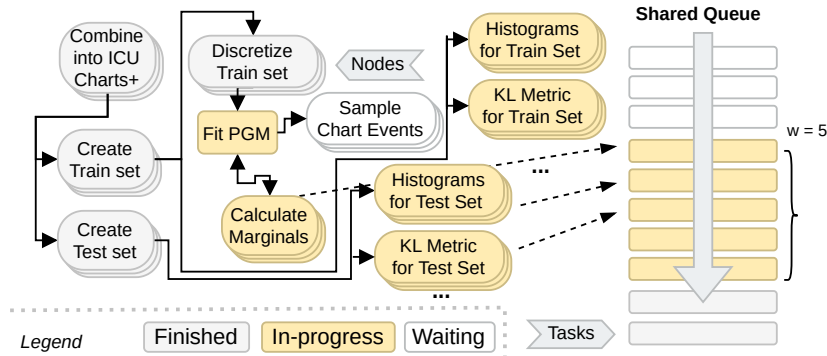 Combine
into ICU
Charts+
Discretize
Train set
Nodes
Histograms
for Train Set
Shared Queue
Fit PGM
Sample
Chart Events
KL Metric
for Train Set
w = 5
Create
Train set
...
Calculate
Marginals
Histograms
for Test Set
Create
Test set
KL Metric
for Test Set
...
Legend
Finished
In-progress
Waiting
Tasks